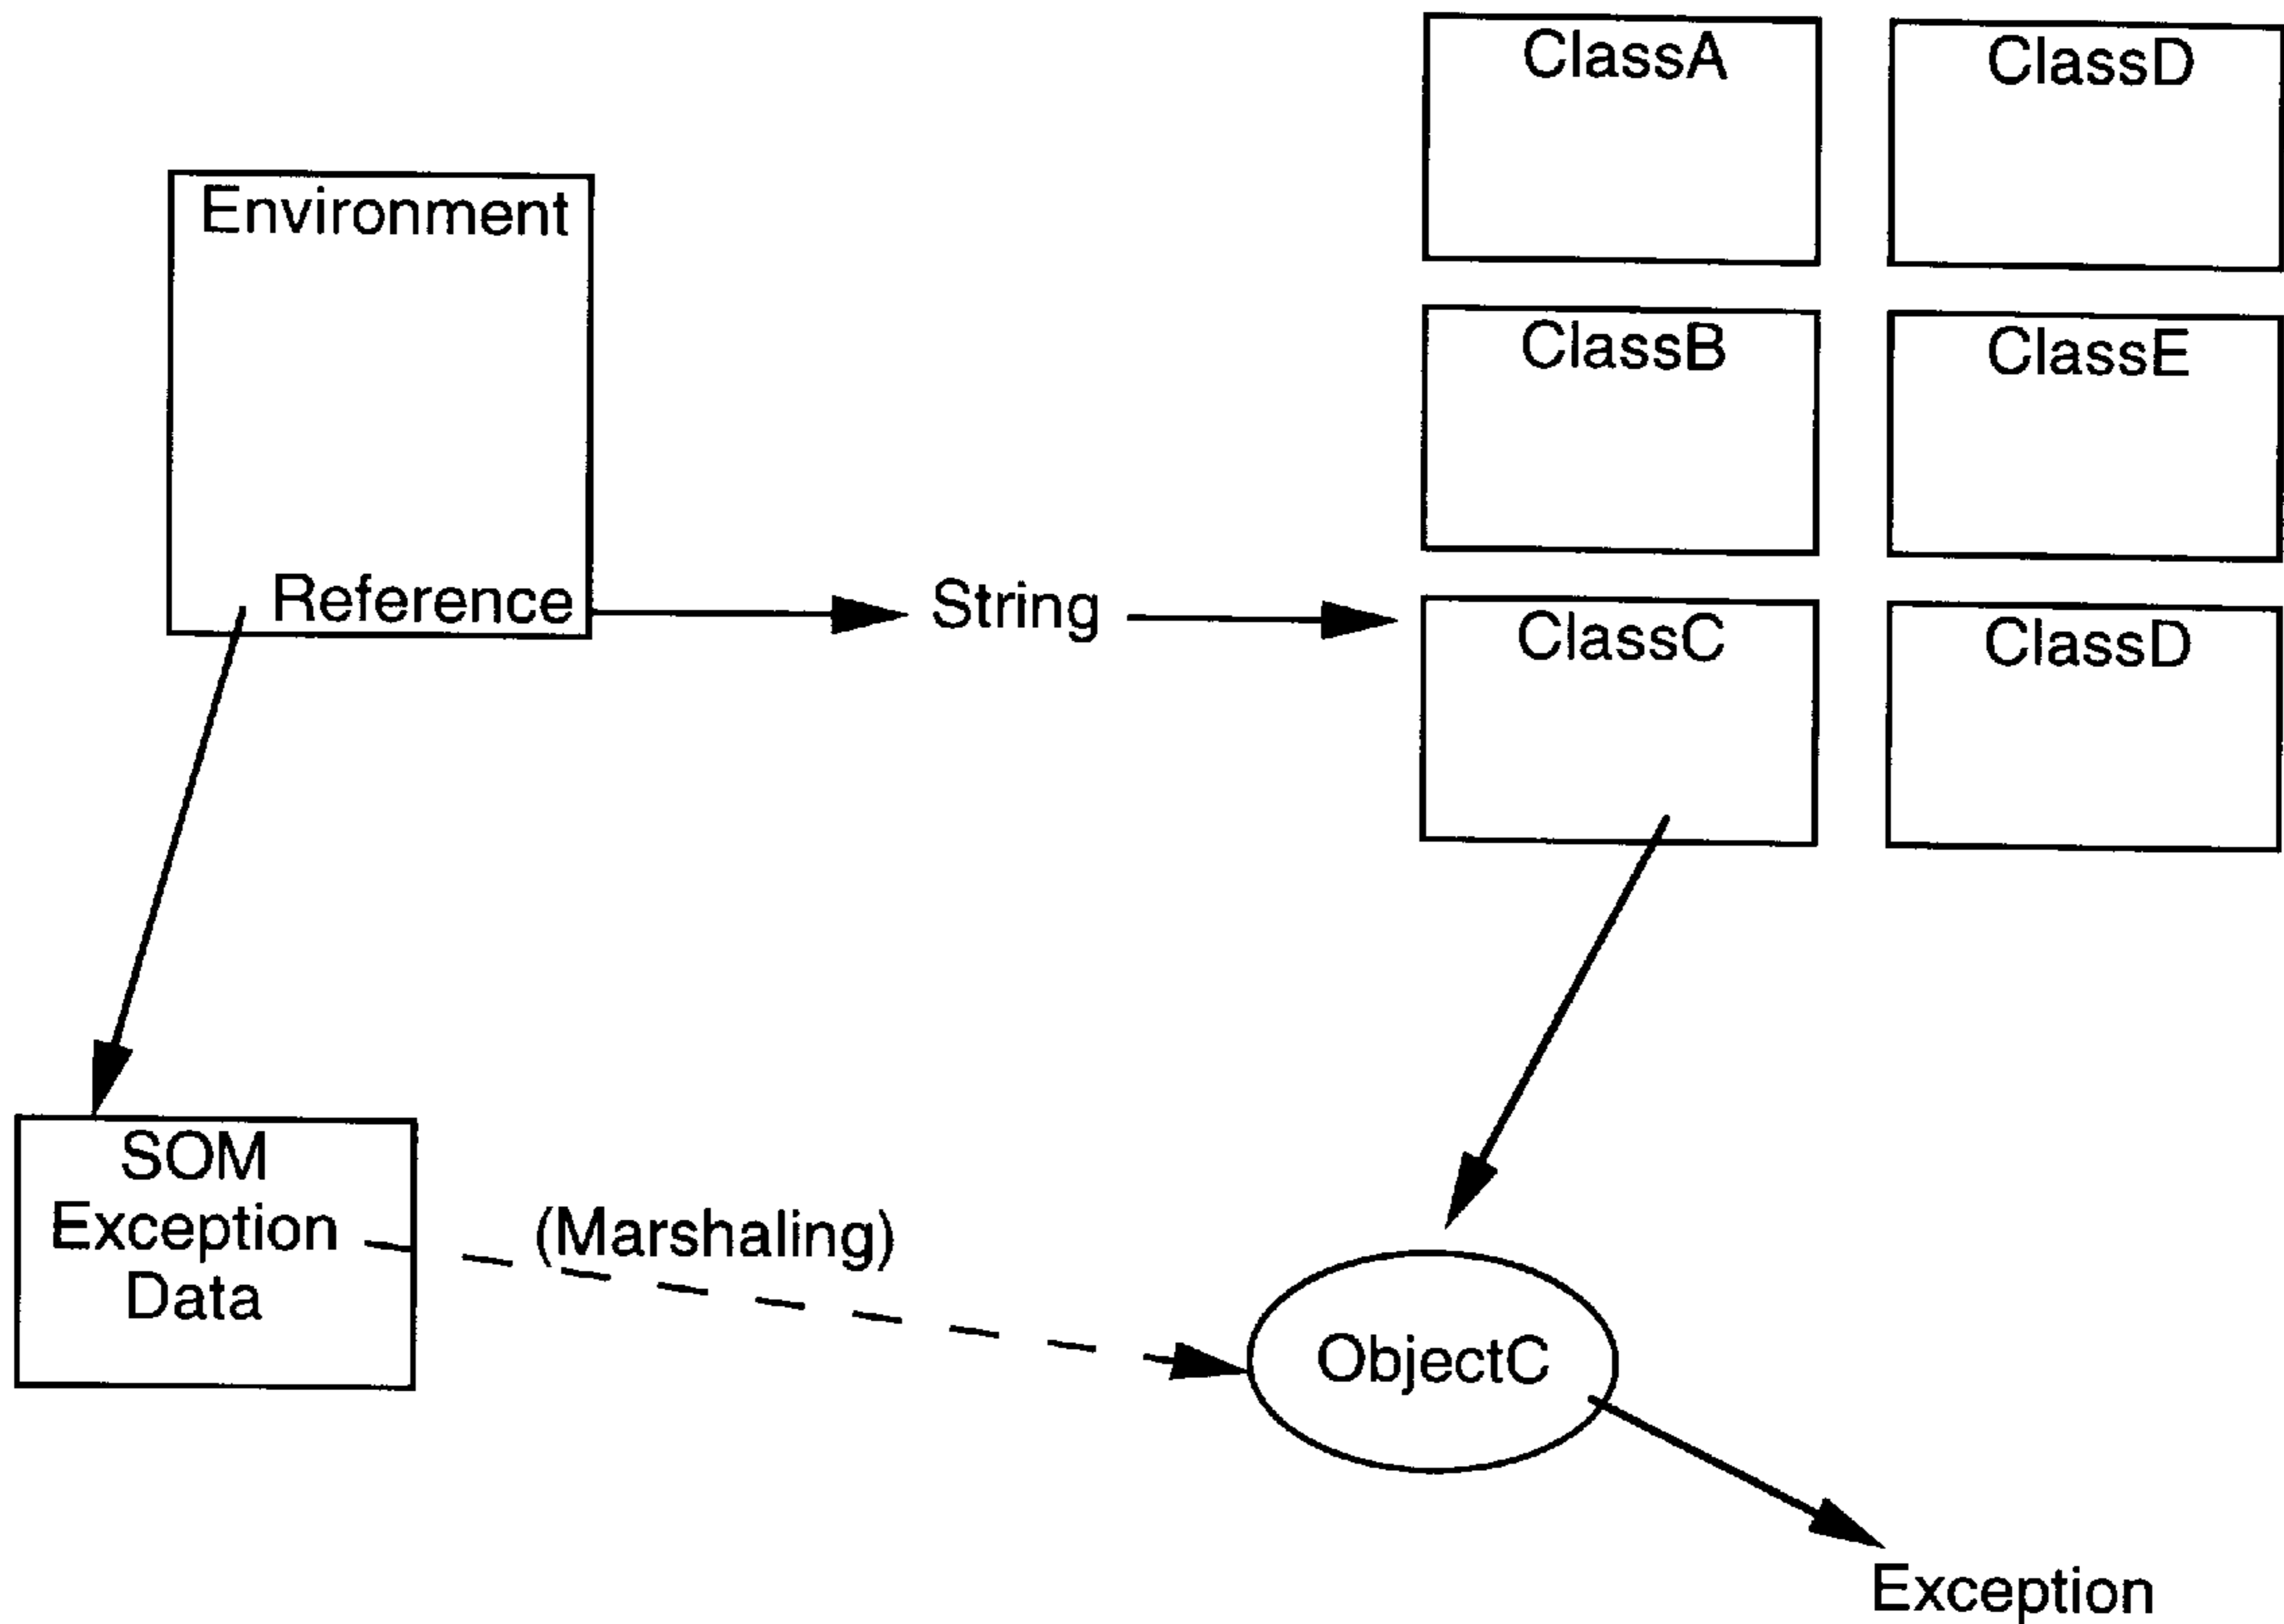 ClassA
ClassD
Environment
ClassB
ClassE
Reference
String
ClassC
ClassD
SOM
Exception
Data
(Marshaling)
ObjectC
Exception